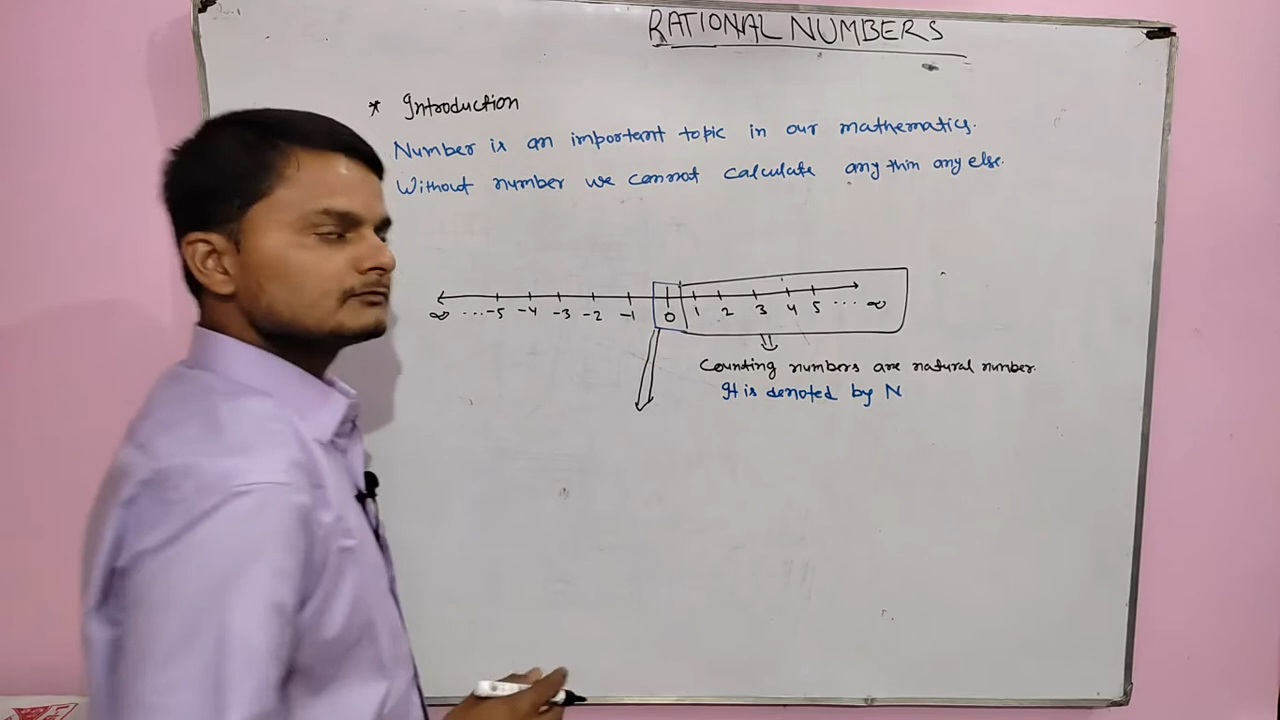 RATIONAL NUMBERS
* Introduction
Number is an important topic in our mathematics.
Without number we cannot calculate any thin any else.
∞ ...-5 -4 -3 -2 -1 0 1 2 3 4 5 ... ∞
Counting numbers are natural number.
It is denoted by N